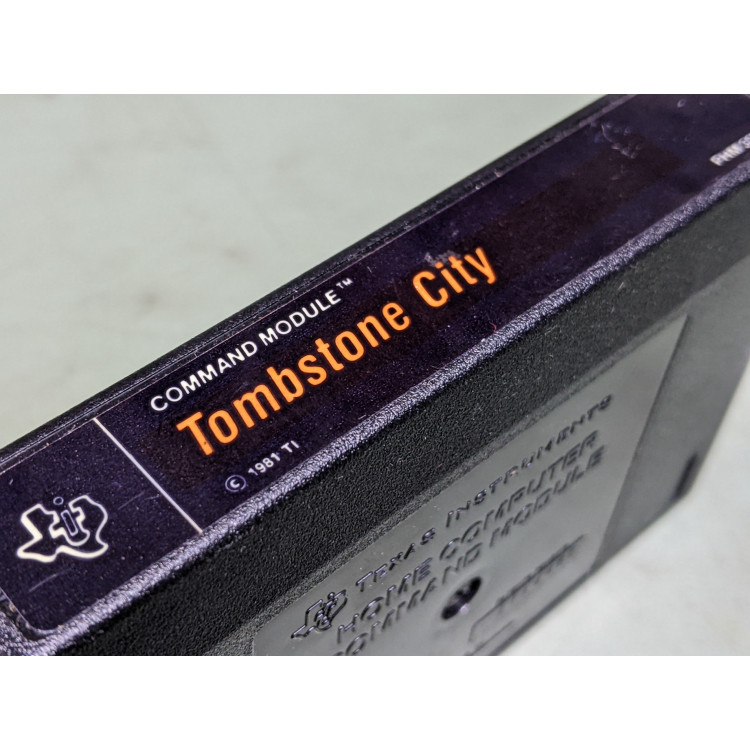 COMMAND MODULE™
Tombstone City
© 1981 TI
TEXAS INSTRUMENTS
HOME COMPUTER
COMMAND MODULE